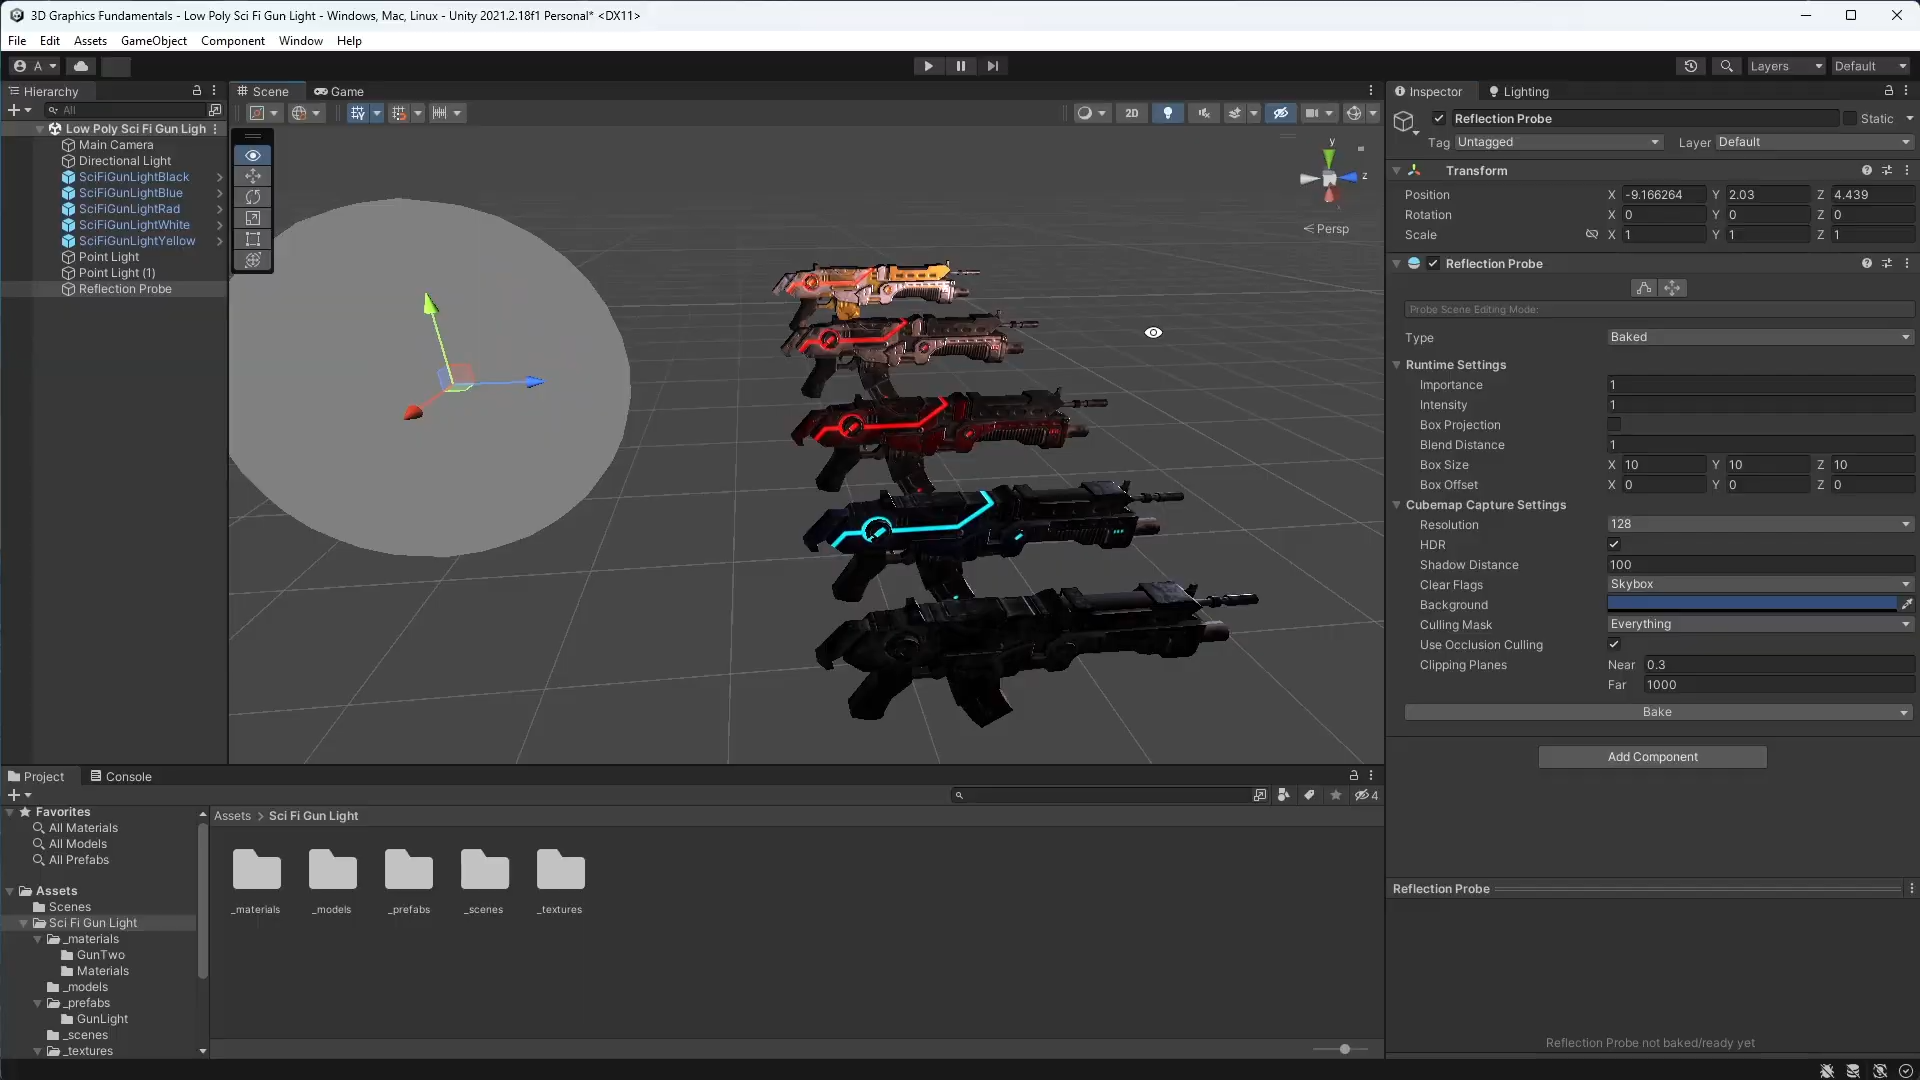 3D Graphics Fundamentals - Low Poly Sci Fi Gun Light - Windows, Mac, Linux - Unity 2021.2.18f1 Personal* <DX11>
File Edit Assets GameObject Component Window Help
A Layers Default
Hierarchy
All
Low Poly Sci Fi Gun Ligh
Main Camera
Directional Light
SciFiGunLightBlack
SciFiGunLightBlue
SciFiGunLightRad
SciFiGunLightWhite
SciFiGunLightYellow
Point Light
Point Light (1)
Reflection Probe
Scene Game
2D
y
z
Persp
Inspector Lighting
Reflection Probe Static
Tag Untagged Layer Default
Transform
Position X -9.166264 Y 2.03 Z 4.439
Rotation X 0 Y 0 Z 0
Scale X 1 Y 1 Z 1
Reflection Probe
Probe Scene Editing Mode:
Type Baked
Runtime Settings
Importance 1
Intensity 1
Box Projection
Blend Distance 1
Box Size X 10 Y 10 Z 10
Box Offset X 0 Y 0 Z 0
Cubemap Capture Settings
Resolution 128
HDR
Shadow Distance 100
Clear Flags Skybox
Background
Culling Mask Everything
Use Occlusion Culling
Clipping Planes Near 0.3
Far 1000
Bake
Add Component
Reflection Probe
Reflection Probe not baked/ready yet
Project Console
4
Favorites
All Materials
All Models
All Prefabs
Assets
Scenes
Sci Fi Gun Light
_materials
GunTwo
Materials
_models
_prefabs
GunLight
_scenes
_textures
Assets > Sci Fi Gun Light
_materials _models _prefabs _scenes _textures